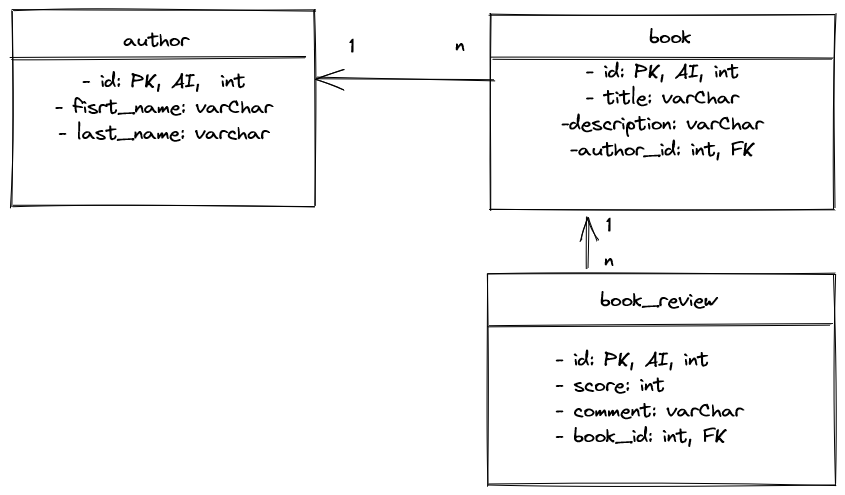 author
- id: PK, AI, int
- fisrt_name: varChar
- last_name: varchar
1
n
book
- id: PK, AI, int
- title: varChar
-description: varChar
-author_id: int, FK
1
n
book_review
- id: PK, AI, int
- score: int
- comment: varChar
- book_id: int, FK